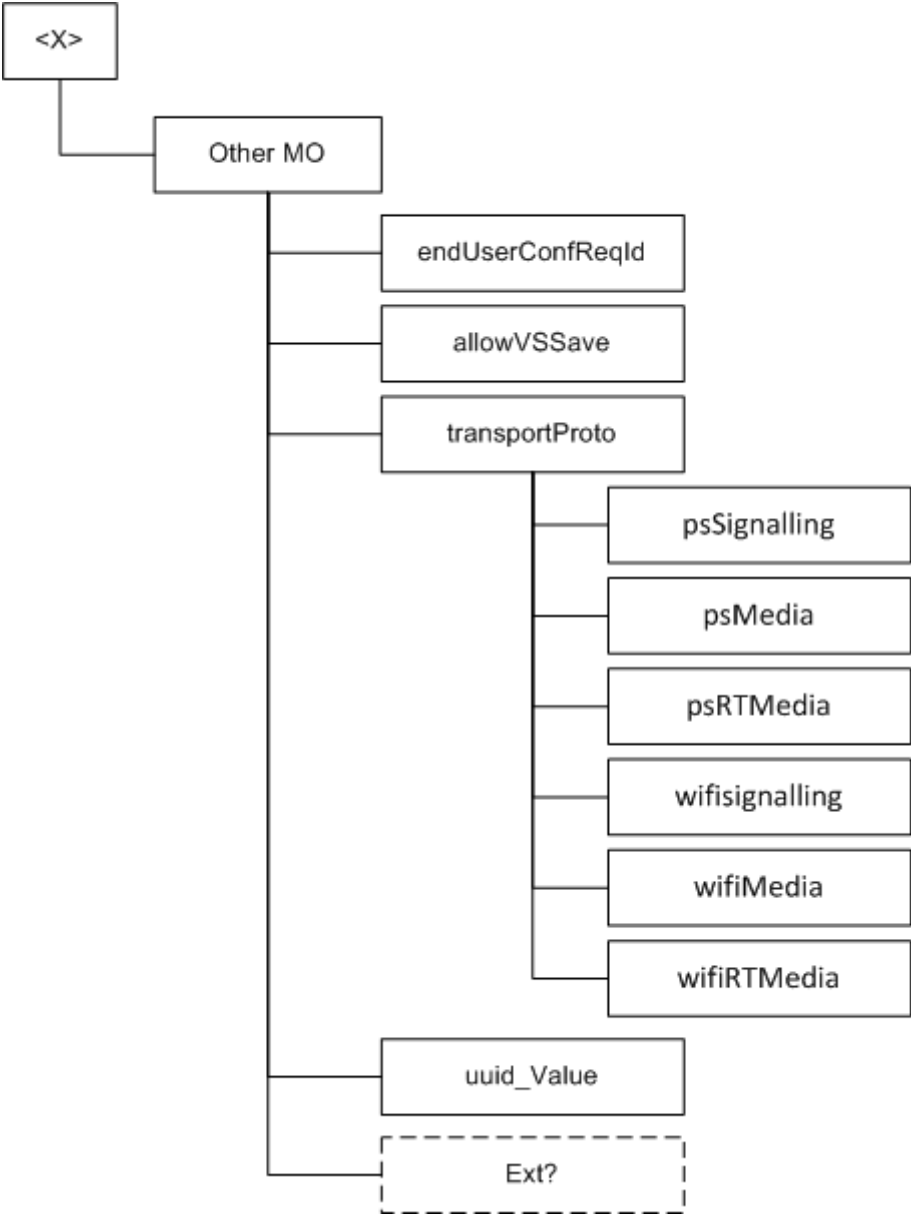 <X>
Other MO
endUserConfReqId
allowVSSave
transportProto
psSignalling
psMedia
psRTMedia
wifisignalling
wifiMedia
wifiRTMedia
uuid_Value
Ext?